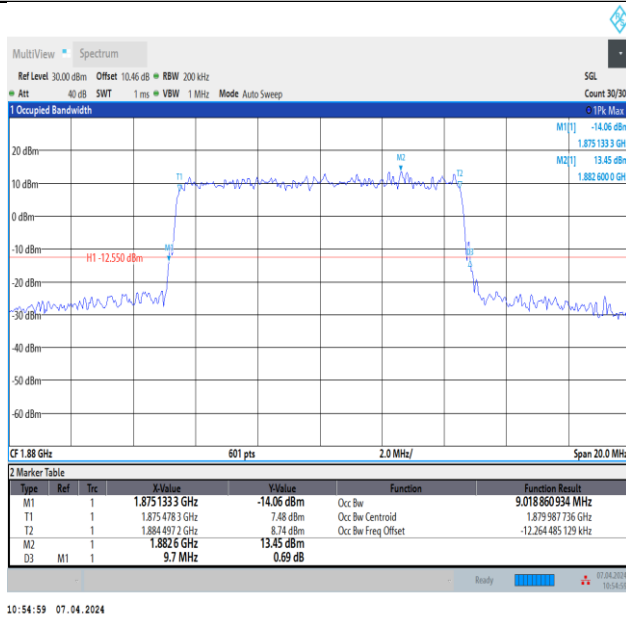 MultiView Spectrum
Ref Level 30.00 dBm Offset 10.46 dB RBW 200 kHz SGL
Att 40 dB SWT 1 ms VBW 1 MHz Mode Auto Sweep Count 30/30
1 Occupied Bandwidth 1Pk Max
M1[1] -14.06 dBm
1.875 133 3 GH
M2[1] 13.45 dBm
1.882 600 0 GH
20 dBm
M2
T1 T2
10 dBm
0 dBm
M1
-10 dBm
H1 -12.550 dBm
-20 dBm
-30 dBm
-40 dBm
-50 dBm
-60 dBm
CF 1.88 GHz 601 pts 2.0 MHz/ Span 20.0 MHz
2 Marker Table
Type Ref Trc X-Value Y-Value Function Function Result
M1 1 1.875 133 3 GHz -14.06 dBm Occ Bw 9.018 860 934 MHz
T1 1 1.875 478 3 GHz 7.48 dBm Occ Bw Centroid 1.879 987 736 GHz
T2 1 1.884 497 2 GHz 8.74 dBm Occ Bw Freq Offset -12.264 485 129 kHz
M2 1 1.882 6 GHz 13.45 dBm
D3 M1 1 9.7 MHz 0.69 dB
Ready 07.04.2024
10:54:59 07.04.2024